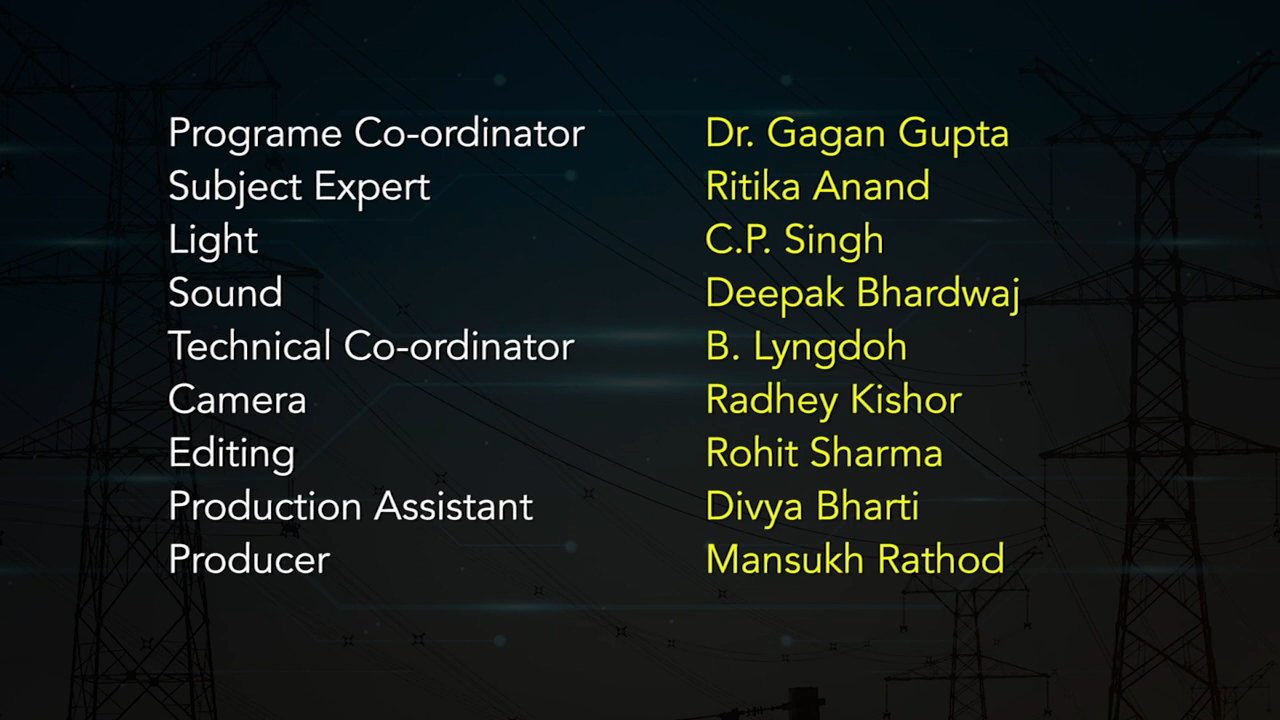 Programe Co-ordinator Dr. Gagan Gupta
Subject Expert Ritika Anand
Light C.P. Singh
Sound Deepak Bhardwaj
Technical Co-ordinator B. Lyngdoh
Camera Radhey Kishor
Editing Rohit Sharma
Production Assistant Divya Bharti
Producer Mansukh Rathod